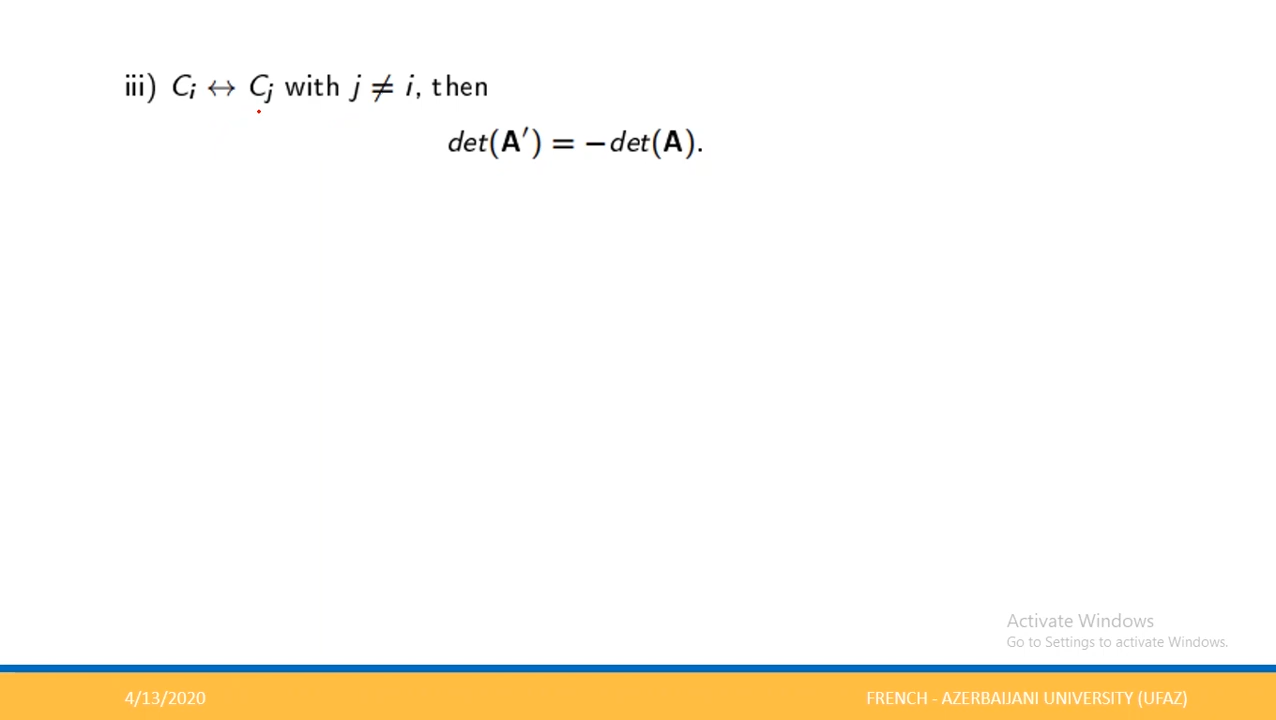 iii) Cᵢ ↔ Cⱼ with j ≠ i, then
det(A′) = −det(A).
Activate Windows
Go to Settings to activate Windows.
4/13/2020
FRENCH - AZERBAIJANI UNIVERSITY (UFAZ)